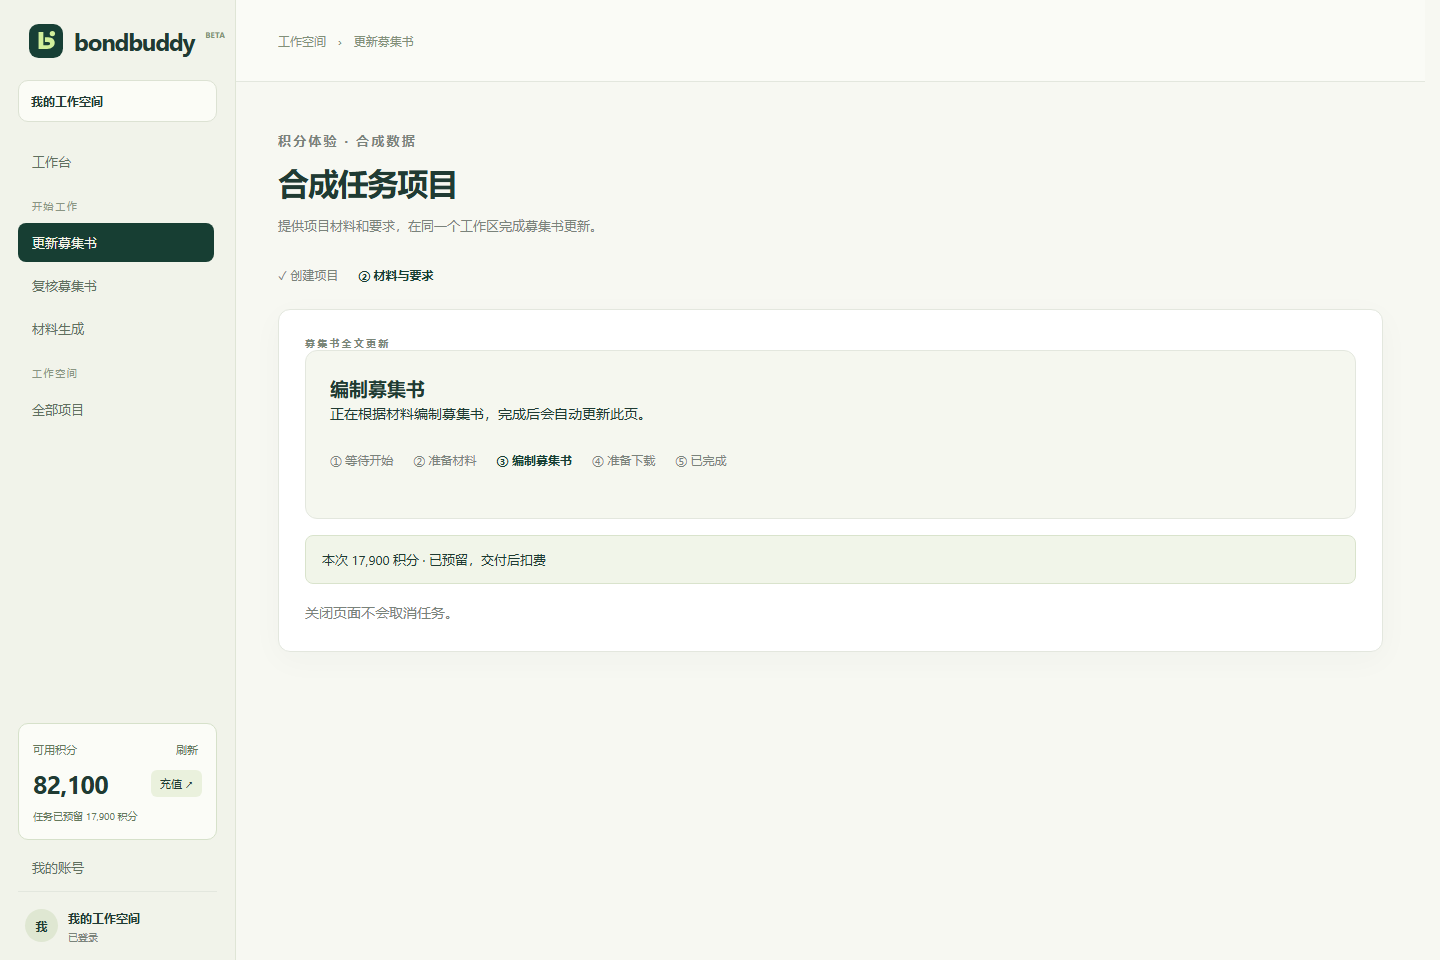 bondbuddy BETA
我的工作空间
工作台
开始工作
更新募集书
复核募集书
材料生成
工作空间
全部项目
可用积分 刷新
82,100 充值 ↗
任务已预留 17,900 积分
我的账号
我 我的工作空间
已登录
工作空间 › 更新募集书
积分体验 · 合成数据
合成任务项目
提供项目材料和要求，在同一个工作区完成募集书更新。
✓ 创建项目 ② 材料与要求
募集书全文更新
编制募集书
正在根据材料编制募集书，完成后会自动更新此页。
① 等待开始 ② 准备材料 ③ 编制募集书 ④ 准备下载 ⑤ 已完成
本次 17,900 积分 · 已预留，交付后扣费
关闭页面不会取消任务。